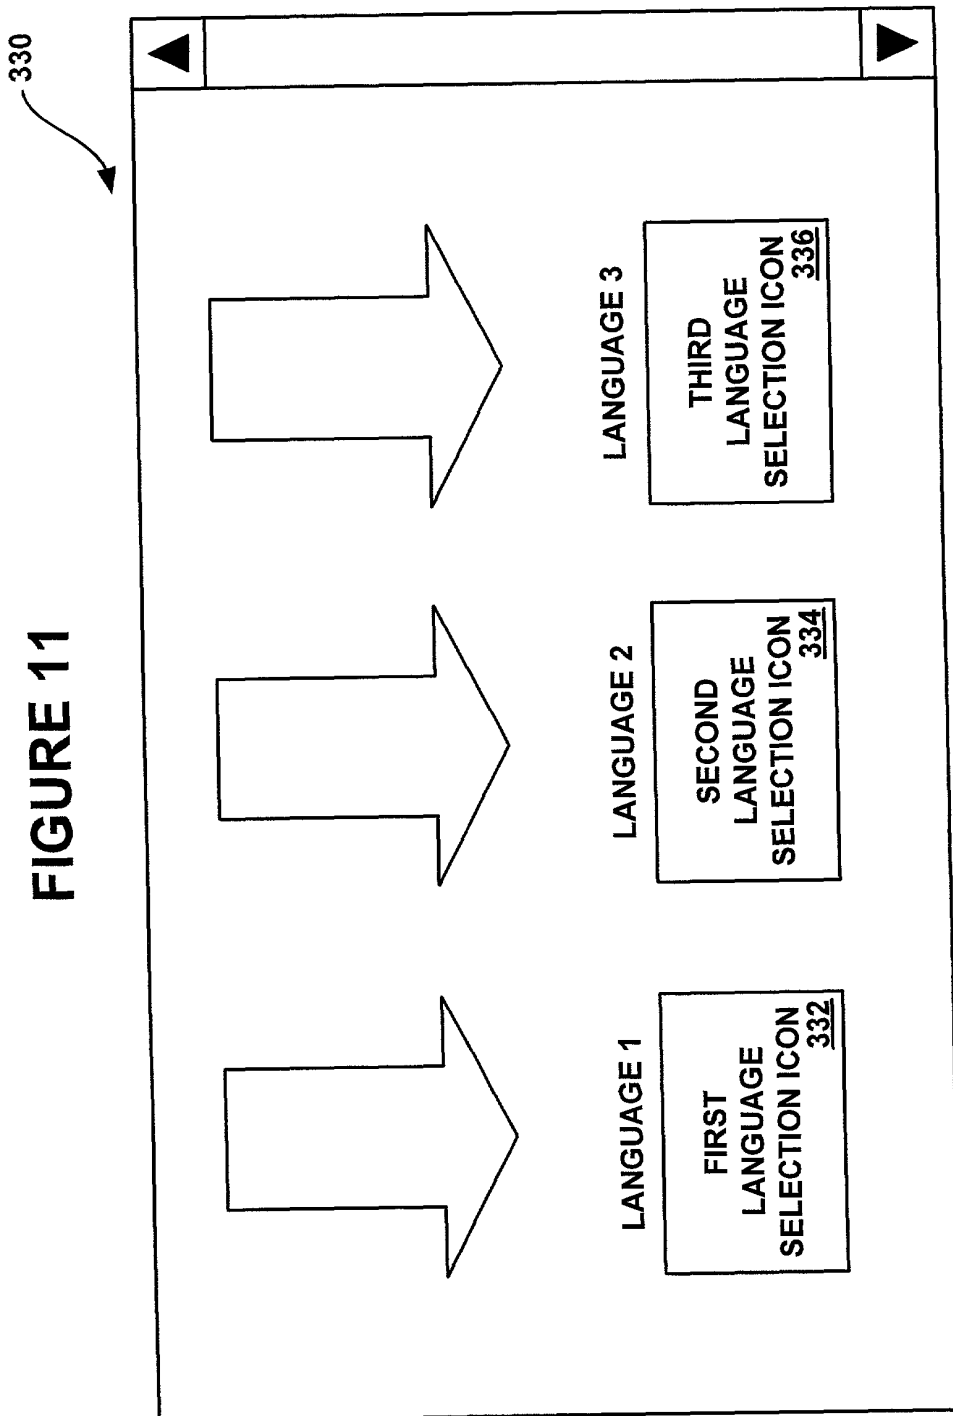 FIGURE 11
330
LANGUAGE 1
LANGUAGE 2
LANGUAGE 3
FIRST
LANGUAGE
SELECTION ICON
332
SECOND
LANGUAGE
SELECTION ICON
334
THIRD
LANGUAGE
SELECTION ICON
336